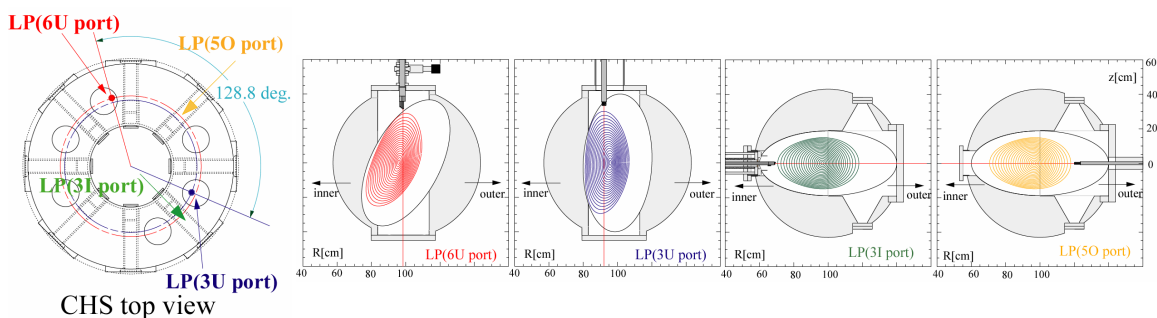 LP(6U port)
LP(5O port)
128.8 deg.
LP(3I port)
LP(3U port)
CHS top view
inner
outer
R[cm]
LP(6U port)
40 60 80 100
inner
outer
R[cm]
LP(3U port)
40 60 80 100
inner
outer
R[cm]
LP(3I port)
40 60 80 100
z[cm]
60
40
20
0
-20
-40
-60
inner
outer
R[cm]
LP(5O port)
40 60 80 100